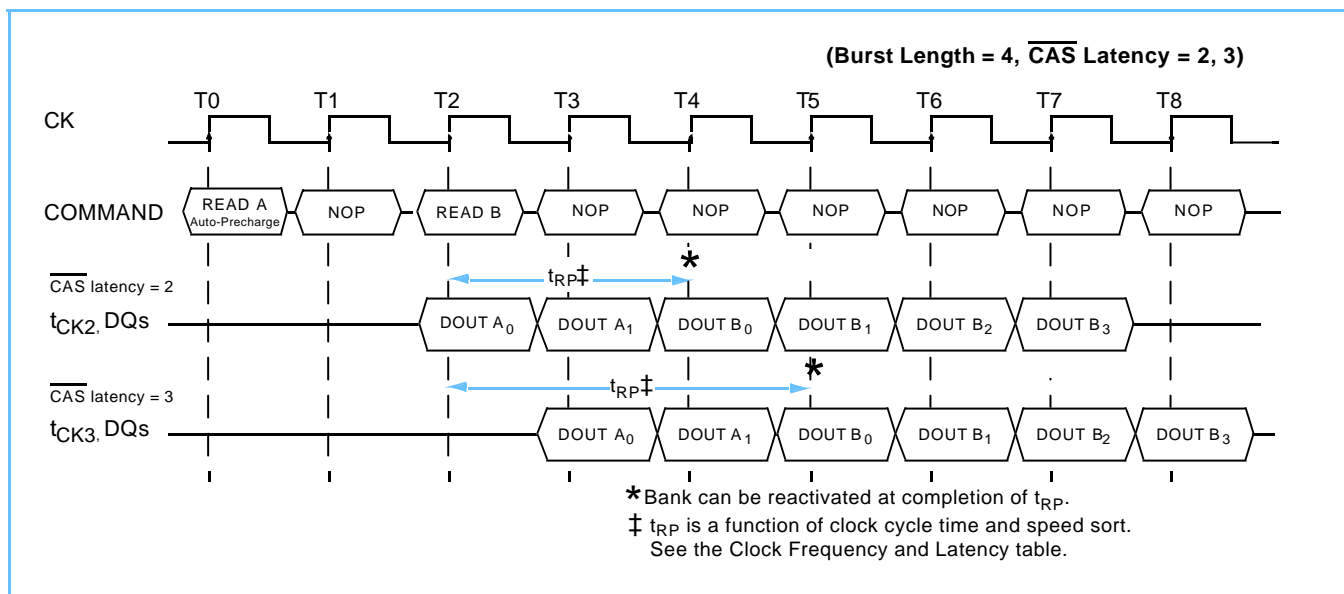 (Burst Length = 4, CAS Latency = 2, 3)
T0 T1 T2 T3 T4 T5 T6 T7 T8
CK
COMMAND
READ A
Auto-Precharge
NOP
READ B
NOP
NOP
NOP
NOP
NOP
NOP
*
tRP‡
CAS latency = 2
tCK2, DQs
DOUT A0
DOUT A1
DOUT B0
DOUT B1
DOUT B2
DOUT B3
*
tRP‡
CAS latency = 3
tCK3, DQs
DOUT A0
DOUT A1
DOUT B0
DOUT B1
DOUT B2
DOUT B3
* Bank can be reactivated at completion of tRP.
‡ tRP is a function of clock cycle time and speed sort.
See the Clock Frequency and Latency table.